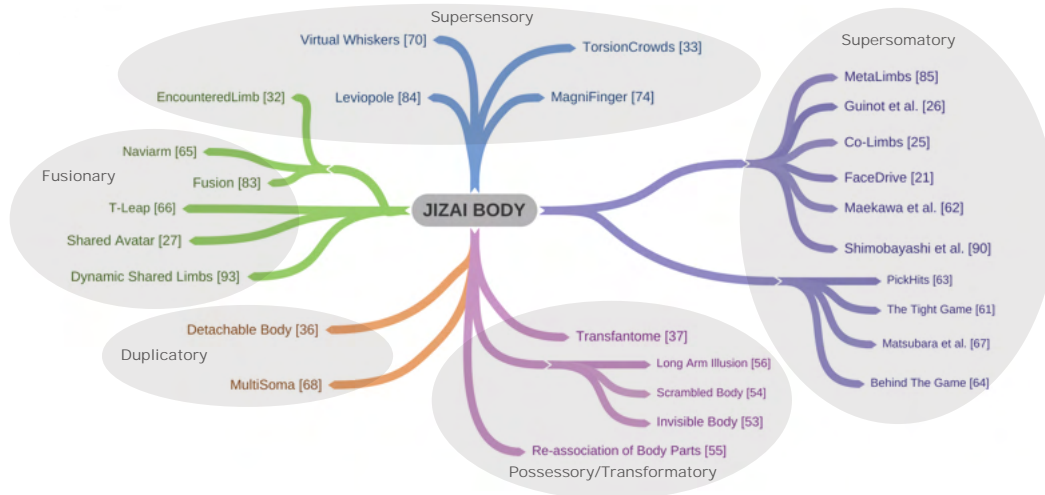 Supersensory
Virtual Whiskers [70]
TorsionCrowds [33]
Leviopole [84]
MagniFinger [74]
EncounteredLimb [32]
Naviarm [65]
Fusionary
Fusion [83]
T-Leap [66]
Shared Avatar [27]
Dynamic Shared Limbs [93]
JIZAI BODY
Supersomatory
MetaLimbs [85]
Guinot et al. [26]
Co-Limbs [25]
FaceDrive [21]
Maekawa et al. [62]
Shimobayashi et al. [90]
PickHits [63]
The Tight Game [61]
Matsubara et al. [67]
Behind The Game [64]
Detachable Body [36]
Duplicatory
MultiSoma [68]
Transfantome [37]
Long Arm Illusion [56]
Scrambled Body [54]
Invisible Body [53]
Re-association of Body Parts [55]
Possessory/Transformatory